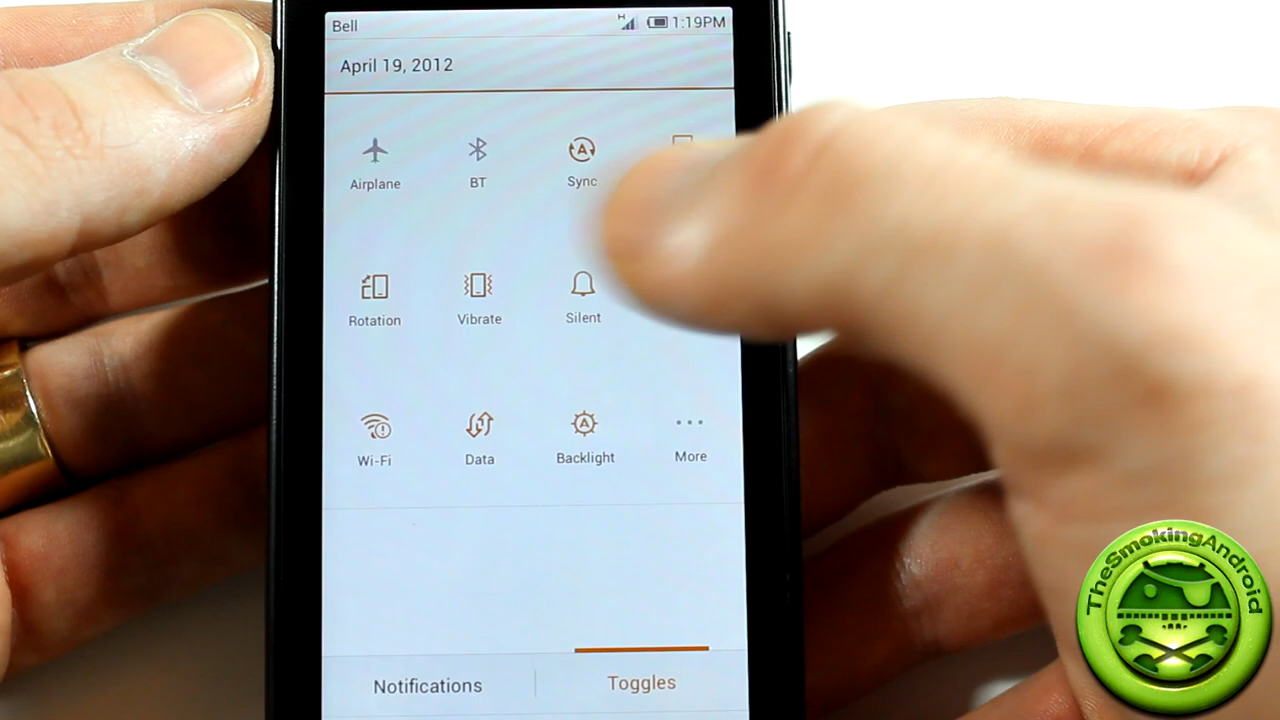 Bell
H 1:19PM
April 19, 2012
Airplane BT Sync
Rotation Vibrate Silent
Wi-Fi Data Backlight More
Notifications Toggles
TheSmokingAndroid